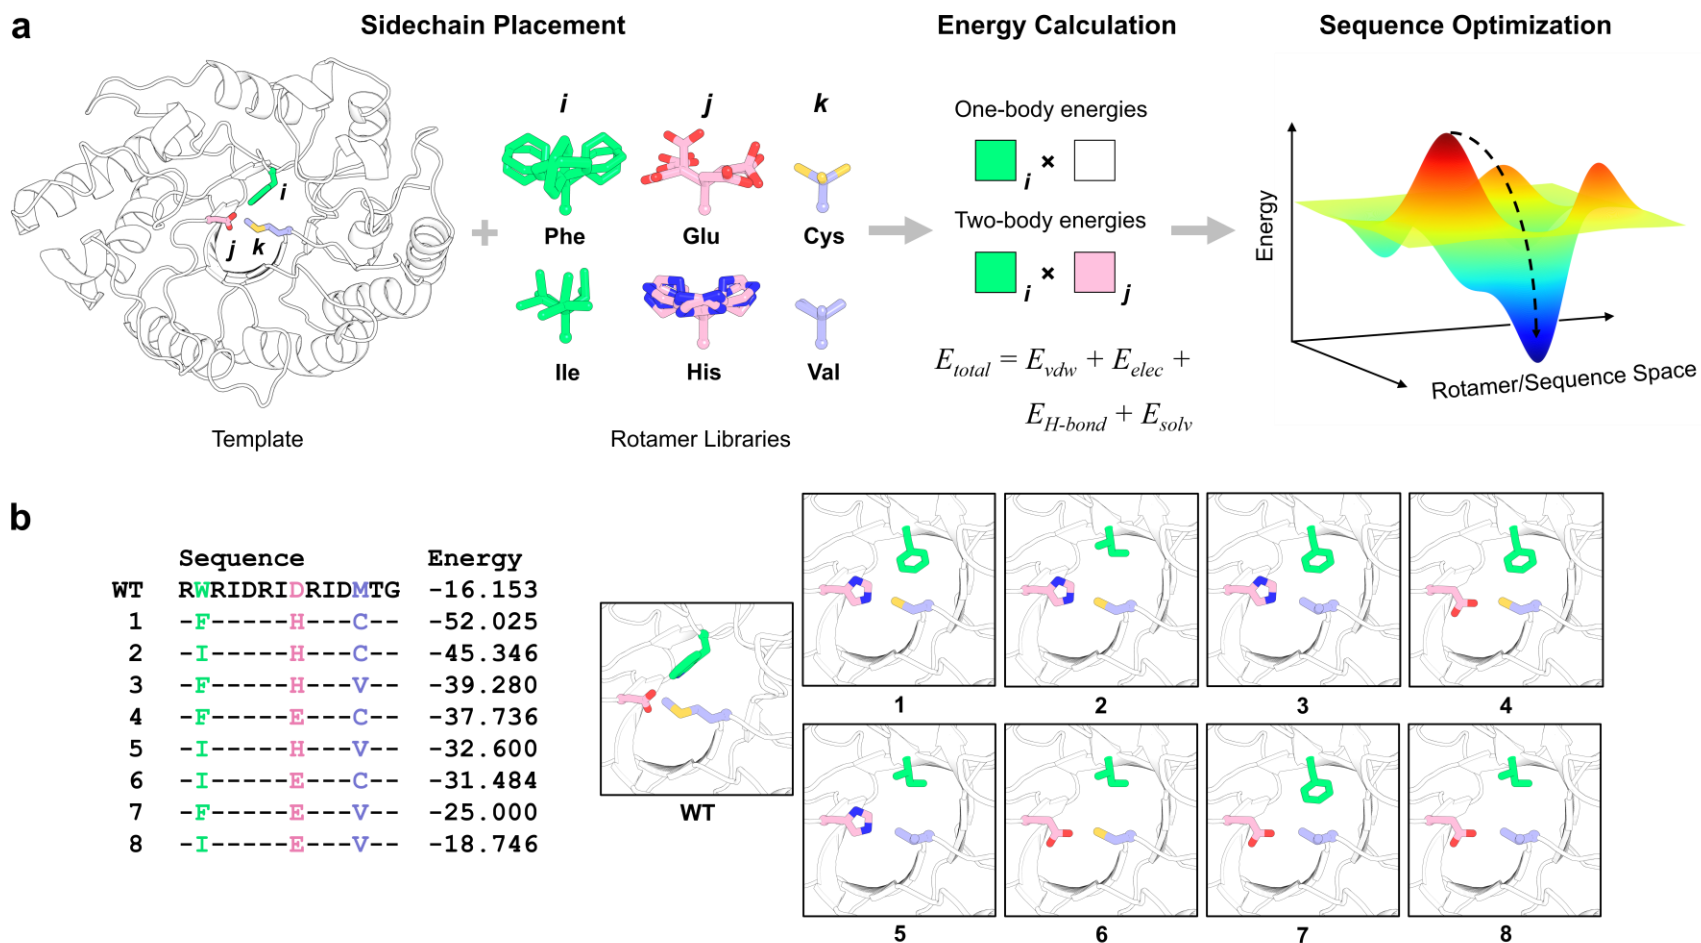 a
Sidechain Placement
Energy Calculation
Sequence Optimization
i
j
k
Template
+
i
j
k
Phe
Glu
Cys
Ile
His
Val
Rotamer Libraries
One-body energies
i ×
Two-body energies
i × j
E_total = E_vdw + E_elec +
E_H-bond + E_solv
Energy
Rotamer/Sequence Space
b
Sequence Energy
WT RWRIDRIDRIDMTG -16.153
1 -F-----H---C-- -52.025
2 -I-----H---C-- -45.346
3 -F-----H---V-- -39.280
4 -F-----E---C-- -37.736
5 -I-----H---V-- -32.600
6 -I-----E---C-- -31.484
7 -F-----E---V-- -25.000
8 -I-----E---V-- -18.746
WT
1
2
3
4
5
6
7
8